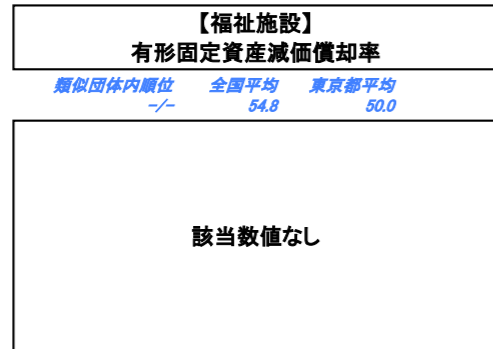 【福祉施設】
有形固定資産減価償却率
類似団体内順位 全国平均 東京都平均
-/- 54.8 50.0
該当数値なし